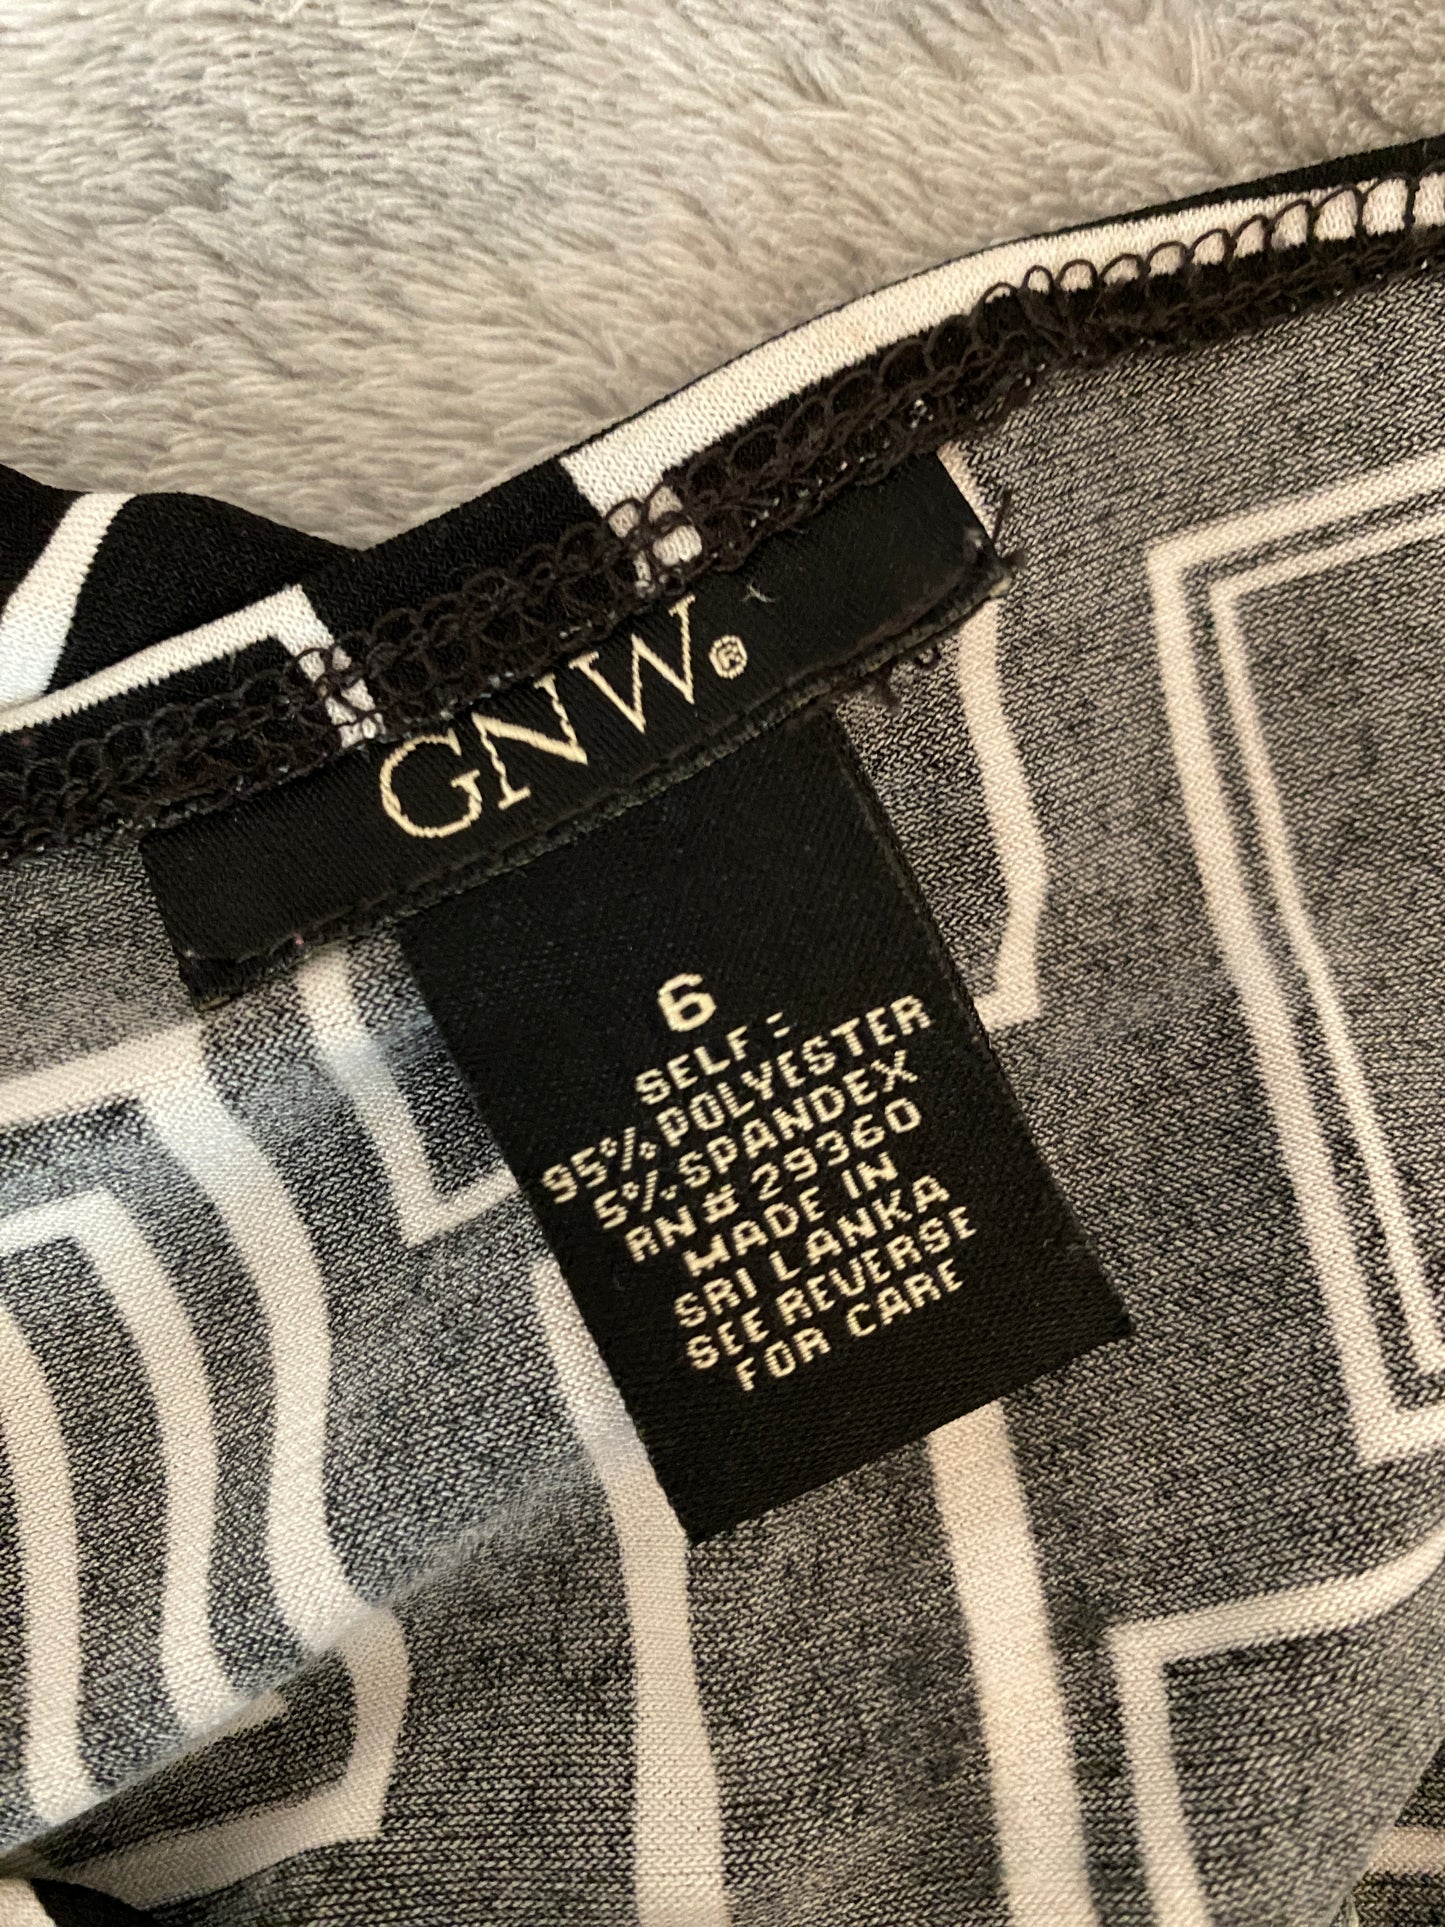 GNW®
6
SELF:
95% POLYESTER
5% SPANDEX
RN# 29360
MADE IN
SRI LANKA
SEE REVERSE
FOR CARE